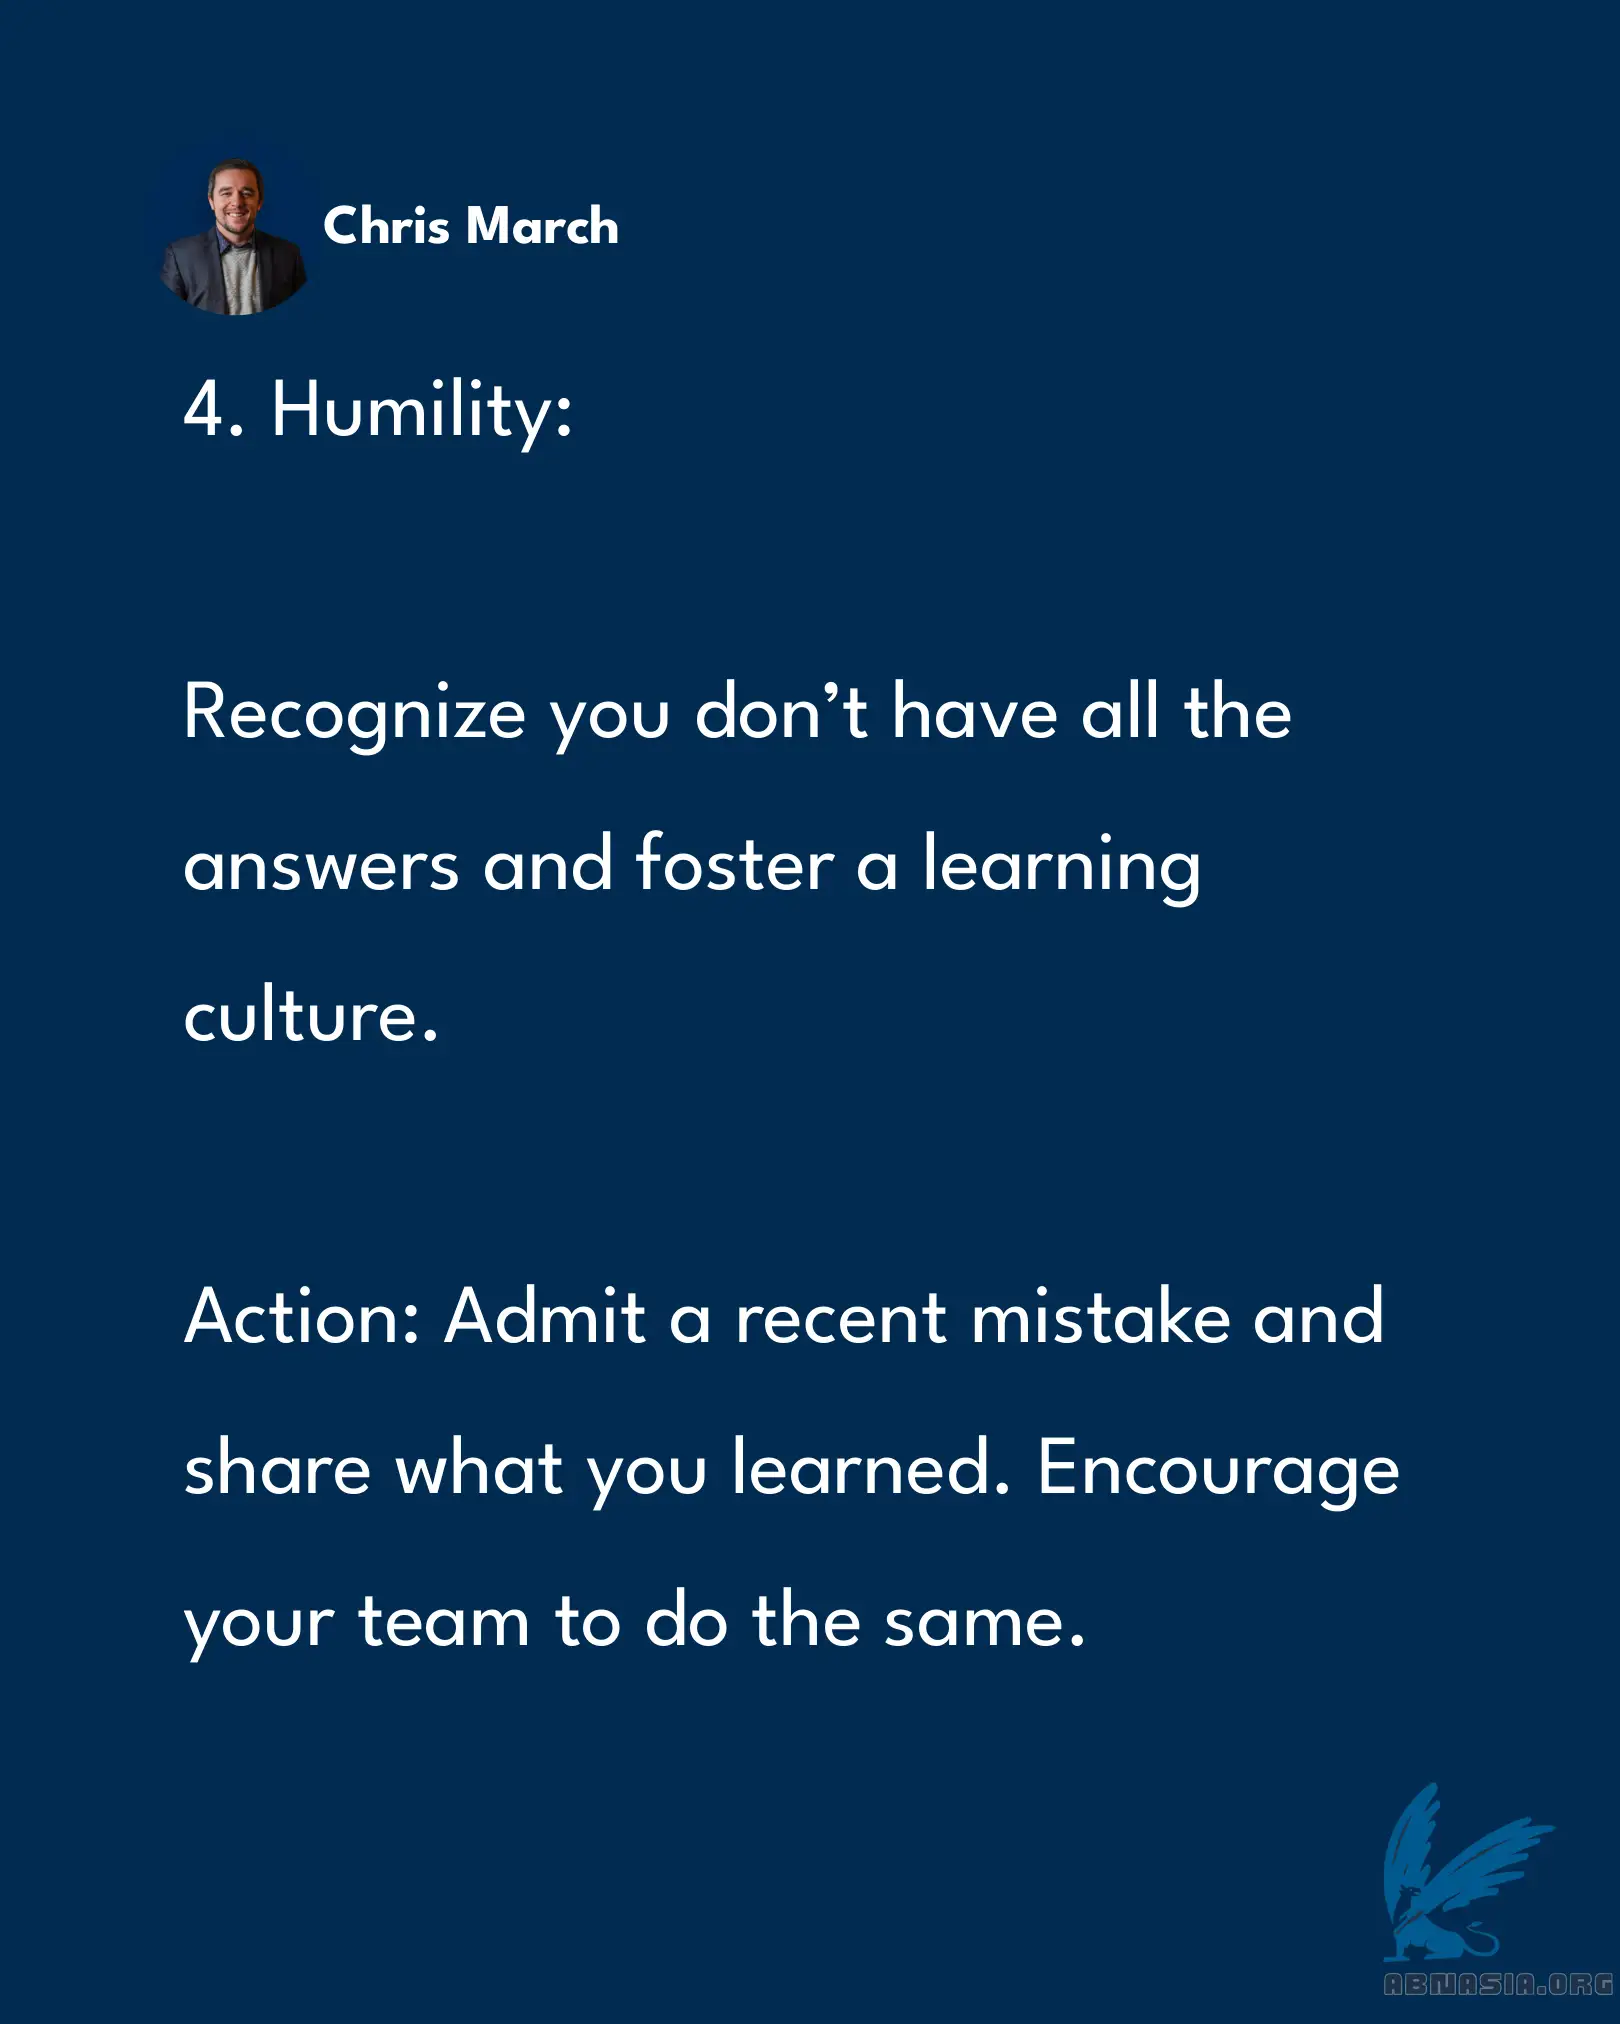 Chris March
4. Humility:
Recognize you don’t have all the
answers and foster a learning
culture.
Action: Admit a recent mistake and
share what you learned. Encourage
your team to do the same.
ABNASIA.ORG